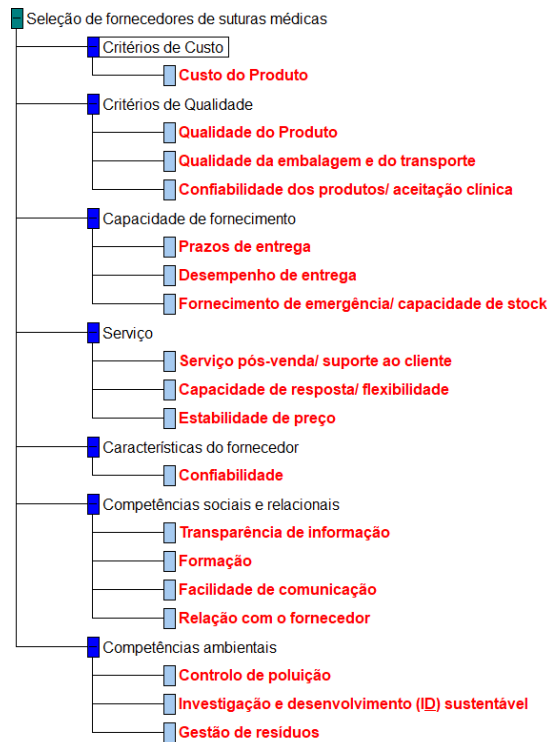 Seleção de fornecedores de suturas médicas
Critérios de Custo
Custo do Produto
Critérios de Qualidade
Qualidade do Produto
Qualidade da embalagem e do transporte
Confiabilidade dos produtos/ aceitação clínica
Capacidade de fornecimento
Prazos de entrega
Desempenho de entrega
Fornecimento de emergência/ capacidade de stock
Serviço
Serviço pós-venda/ suporte ao cliente
Capacidade de resposta/ flexibilidade
Estabilidade de preço
Características do fornecedor
Confiabilidade
Competências sociais e relacionais
Transparência de informação
Formação
Facilidade de comunicação
Relação com o fornecedor
Competências ambientais
Controlo de poluição
Investigação e desenvolvimento (ID) sustentável
Gestão de resíduos